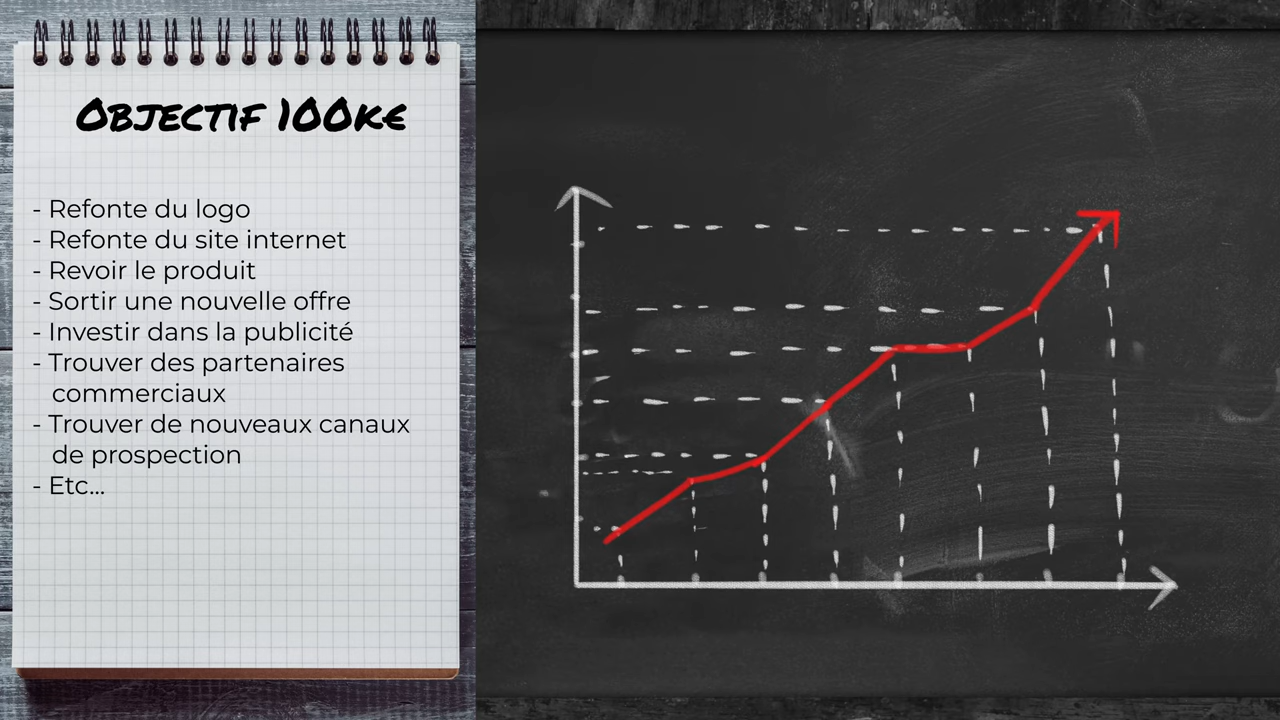 Objectif 100k€
- Refonte du logo
- Refonte du site internet
- Revoir le produit
- Sortir une nouvelle offre
- Investir dans la publicité
- Trouver des partenaires
commerciaux
- Trouver de nouveaux canaux
de prospection
- Etc...